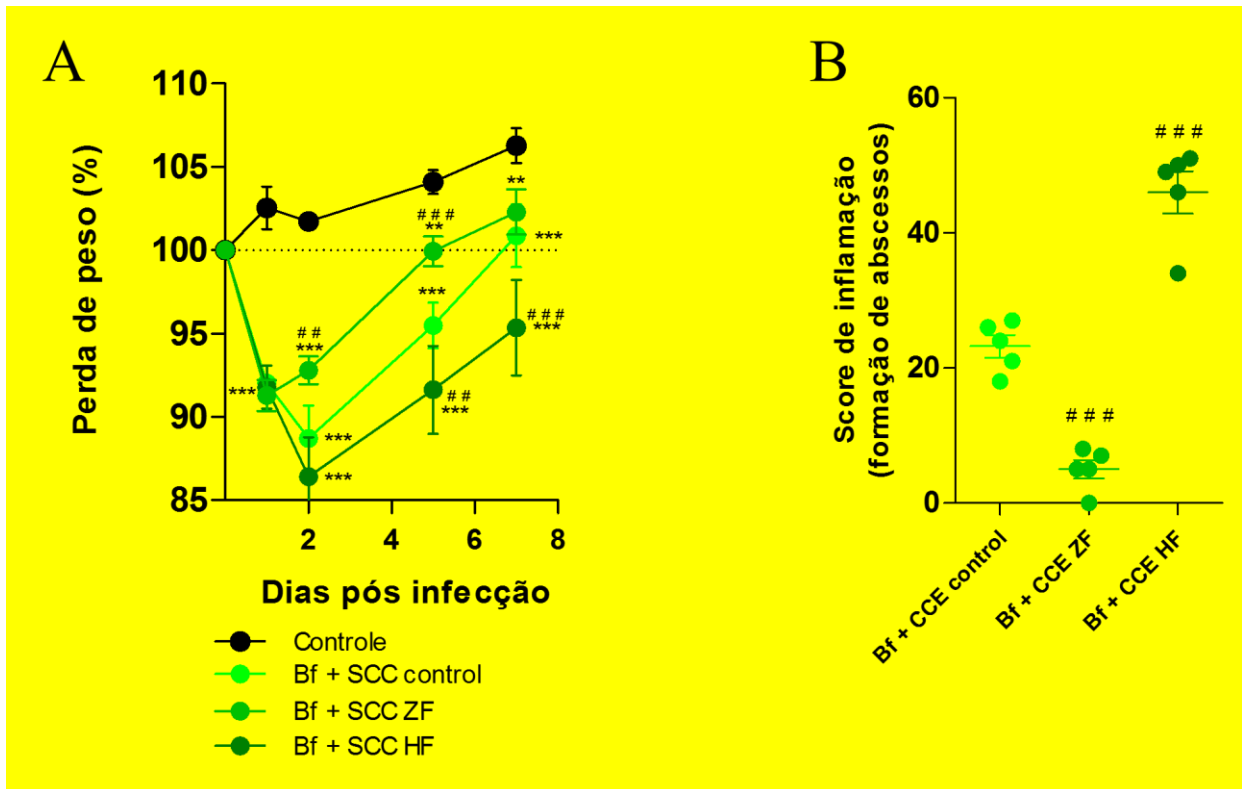 A
Perda de peso (%)
110
105
100
95
90
85
***
# #
***
***
***
# # #
**
***
# #
***
**
***
# # #
***
2 4 6 8
Dias pós infecção
Controle
Bf + SCC control
Bf + SCC ZF
Bf + SCC HF
B
Score de inflamação
(formação de abscessos)
60
40
20
0
# # #
# # #
Bf + CCE control
Bf + CCE ZF
Bf + CCE HF